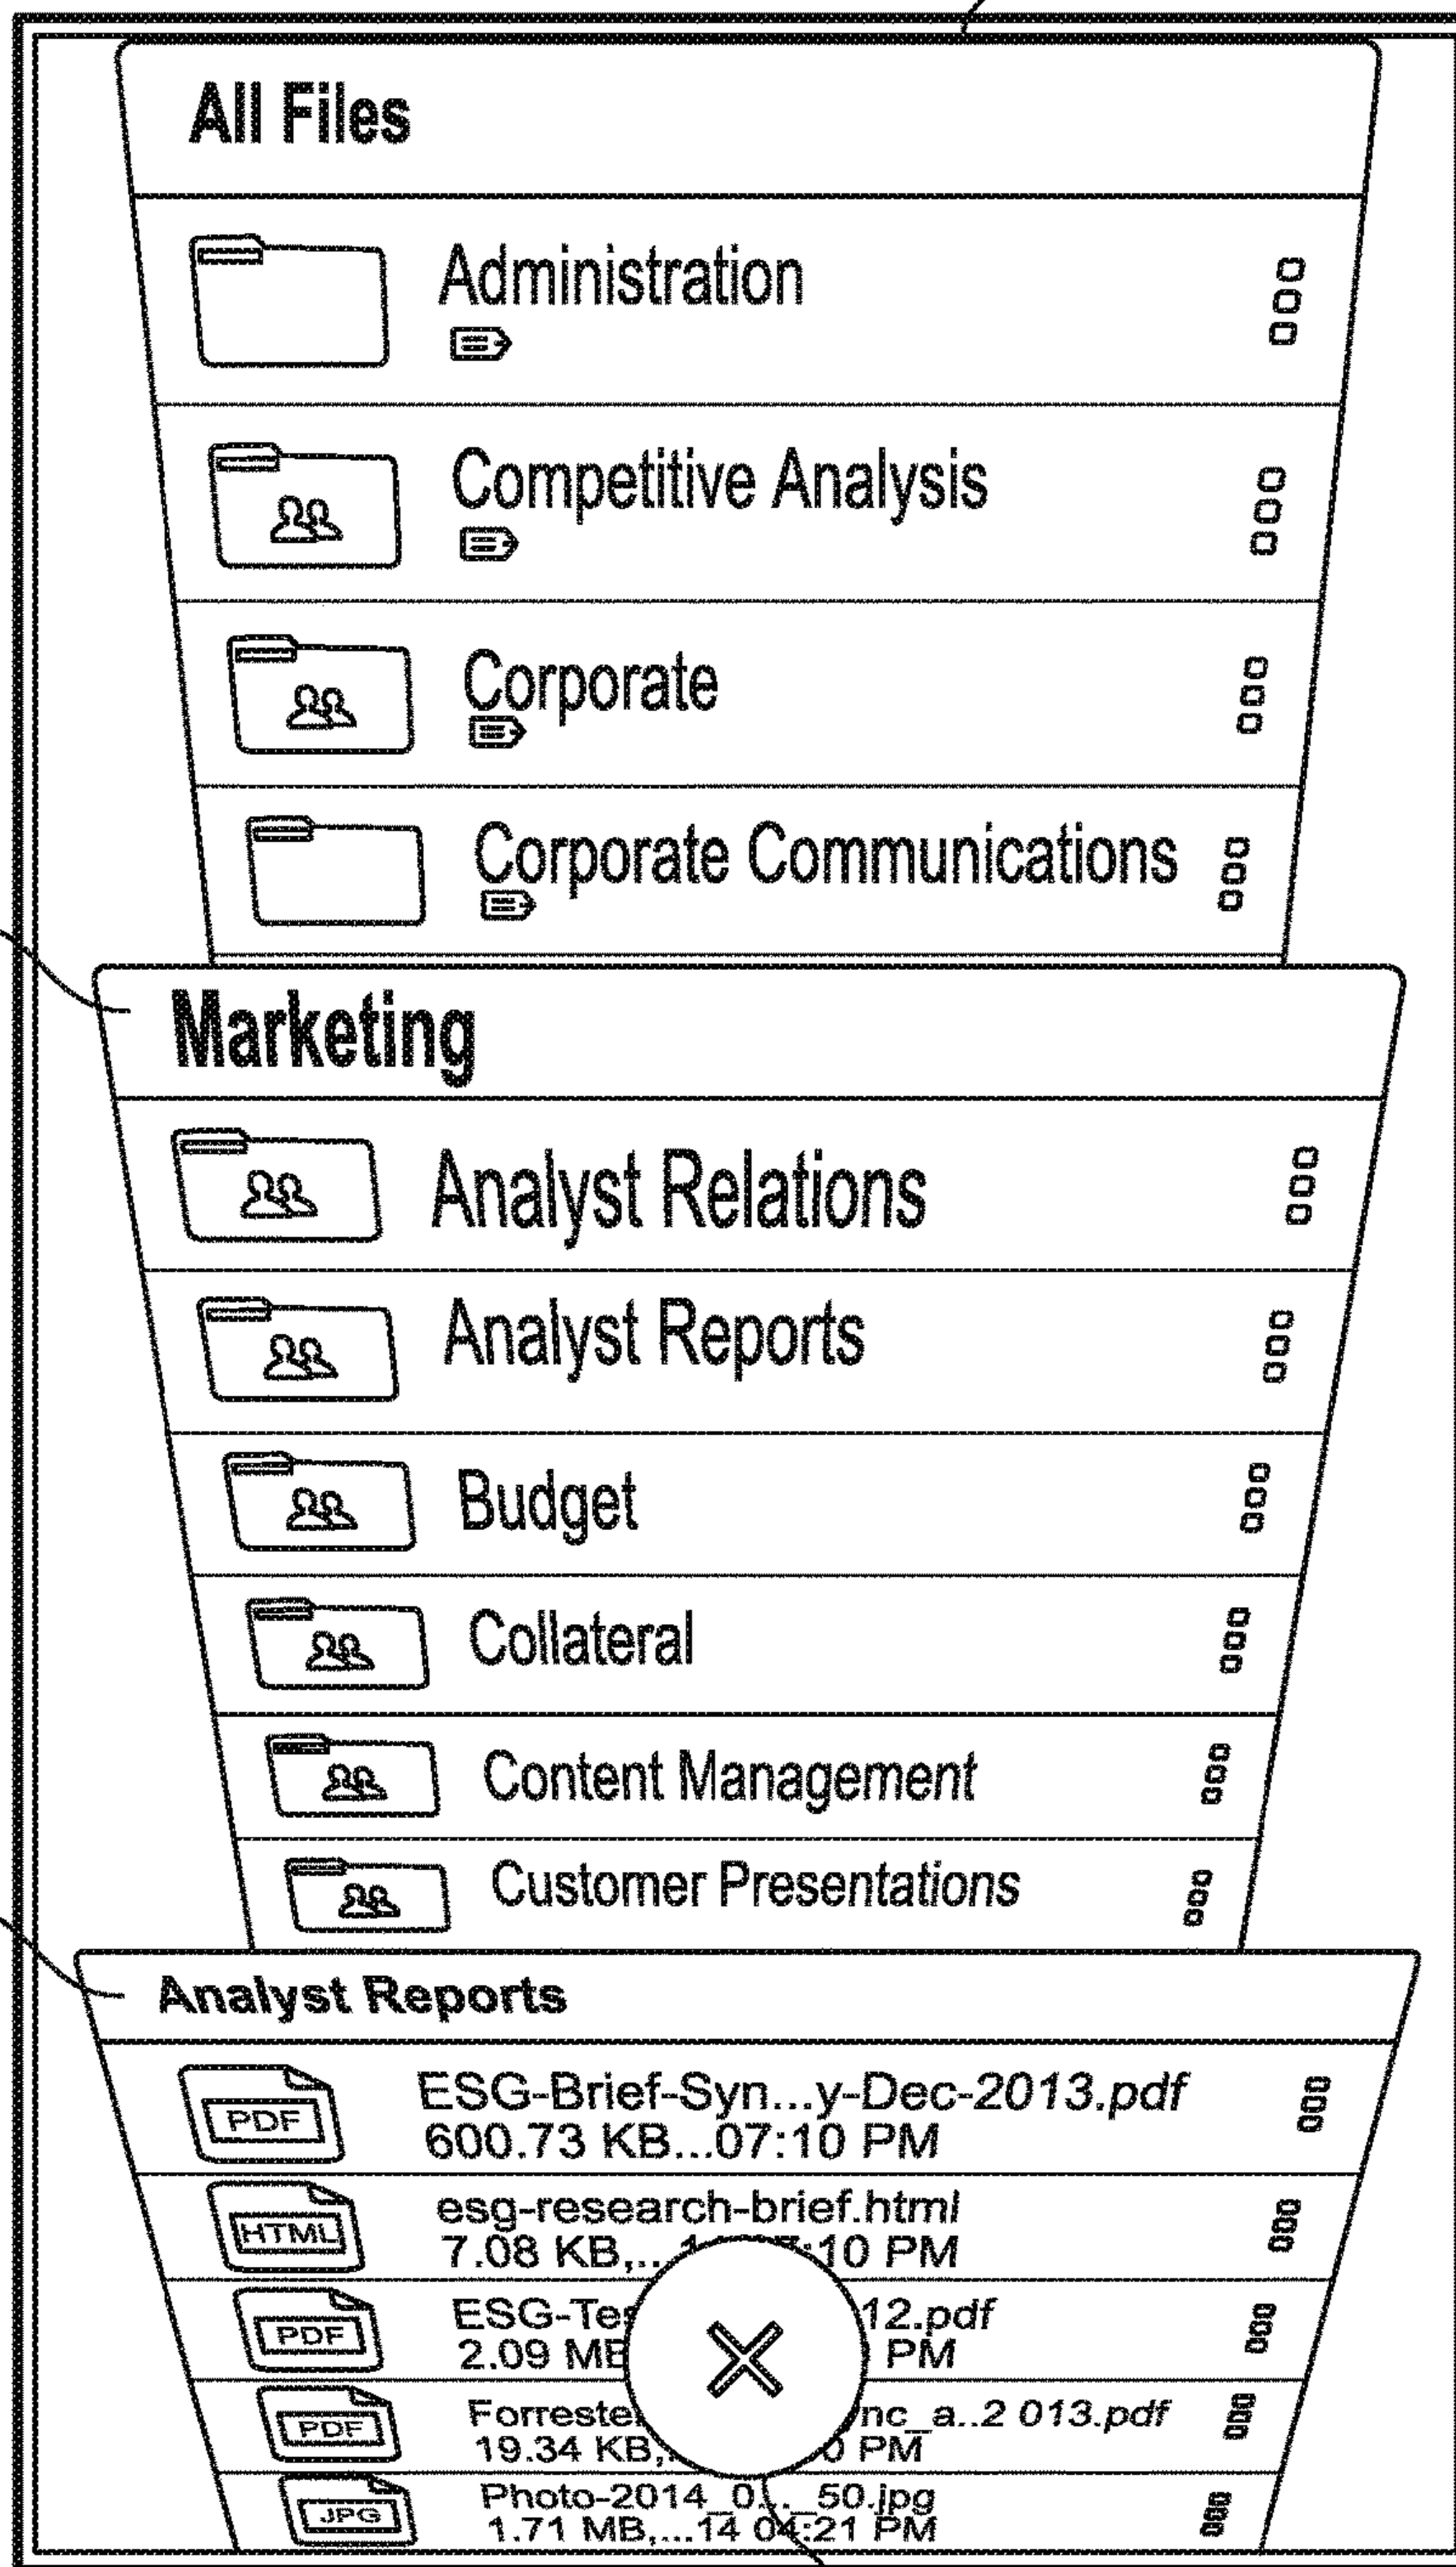 All Files
Administration
Competitive Analysis
Corporate
Corporate Communications
Marketing
Analyst Relations
Analyst Reports
Budget
Collateral
Content Management
Customer Presentations
Analyst Reports
PDF
ESG-Brief-Syn...y-Dec-2013.pdf
600.73 KB...07:10 PM
HTML
esg-research-brief.html
7.08 KB,... :10 PM
PDF
12.pdf
2.09 PM
PDF
nc_a..2 013.pdf
19.34 KB, PM
JPG
Photo-2014_0..._50.jpg
1.71 MB,...14 04:21 PM